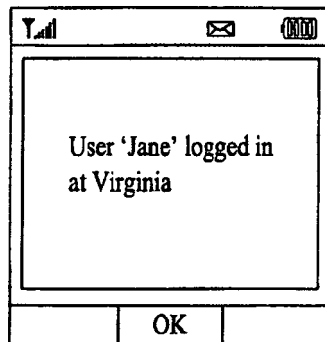 User ‘Jane’ logged in
at Virginia
OK